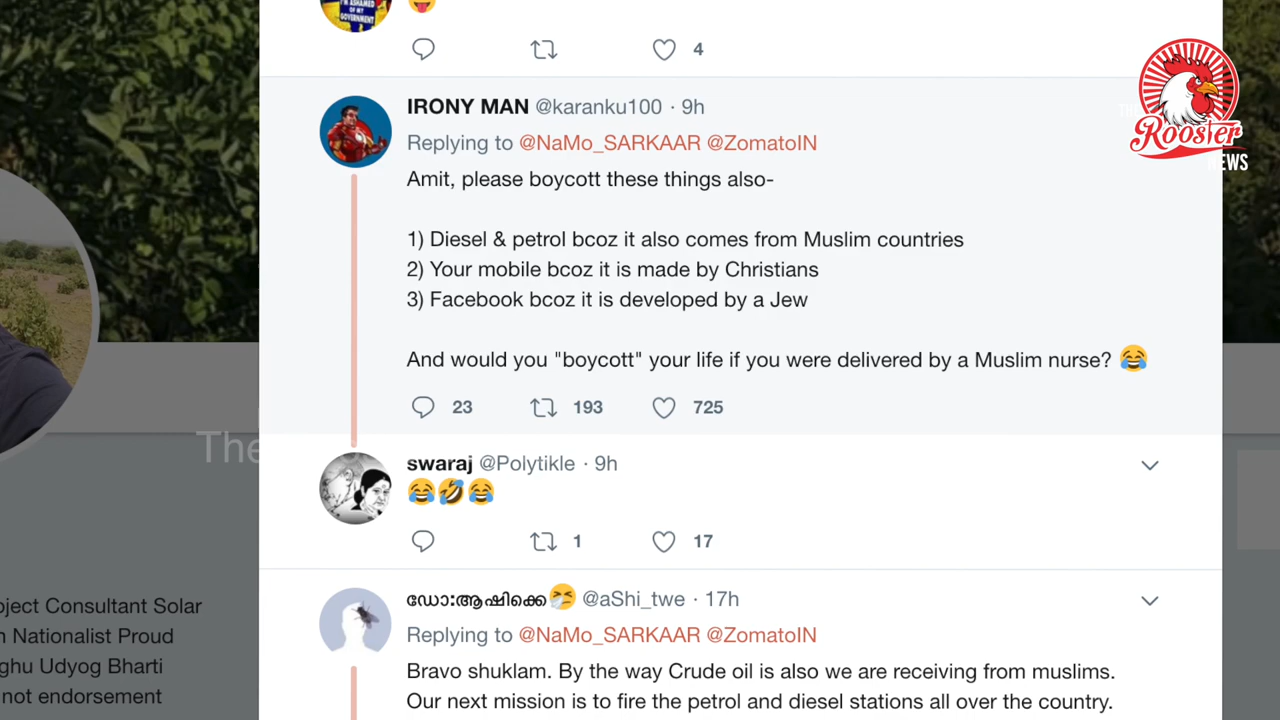 I'M ASHAMED
OF MY
GOVERNMENT
4
IRONY MAN @karanku100 · 9h
Replying to @NaMo_SARKAAR @ZomatoIN
Amit, please boycott these things also-
1) Diesel & petrol bcoz it also comes from Muslim countries
2) Your mobile bcoz it is made by Christians
3) Facebook bcoz it is developed by a Jew
And would you "boycott" your life if you were delivered by a Muslim nurse? 😂
23 193 725
swaraj @Polytikle · 9h
😂🤣😂
1 17
ഡോ:ആഷിക്കെ🤧 @aShi_twe · 17h
Replying to @NaMo_SARKAAR @ZomatoIN
Bravo shuklam. By the way Crude oil is also we are receiving from muslims.
Our next mission is to fire the petrol and diesel stations all over the country.
Rooster
NEWS
The
oject Consultant Solar
n Nationalist Proud
ghu Udyog Bharti
not endorsement